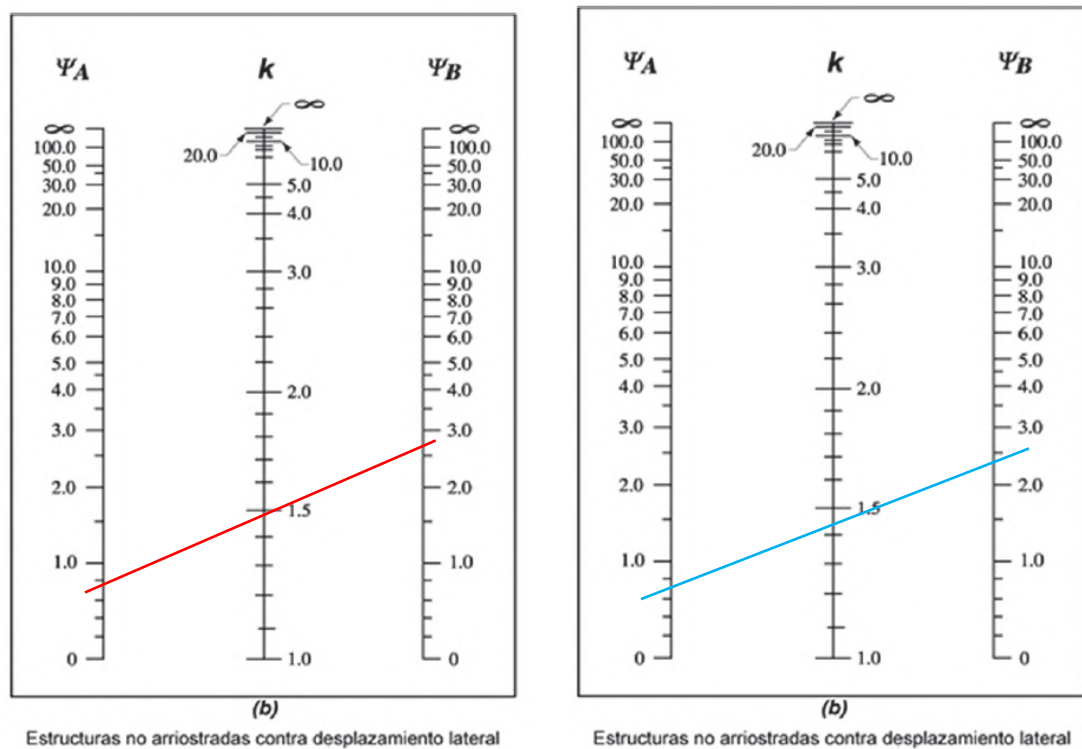 Ψ_A k Ψ_B
∞ ∞ ∞
100.0 20.0 10.0 100.0
50.0 50.0
30.0 5.0 30.0
20.0 4.0 20.0
10.0 3.0 10.0
9.0 9.0
8.0 8.0
7.0 7.0
6.0 6.0
5.0 5.0
4.0 2.0 4.0
3.0 3.0
2.0 2.0
1.5
1.0 1.0
0 1.0 0
(b)
Estructuras no arriostradas contra desplazamiento lateral
Ψ_A k Ψ_B
∞ ∞ ∞
100.0 20.0 10.0 100.0
50.0 50.0
30.0 5.0 30.0
20.0 4.0 20.0
10.0 3.0 10.0
9.0 9.0
8.0 8.0
7.0 7.0
6.0 6.0
5.0 5.0
4.0 2.0 4.0
3.0 3.0
2.0 2.0
1.5
1.0 1.0
0 1.0 0
(b)
Estructuras no arriostradas contra desplazamiento lateral